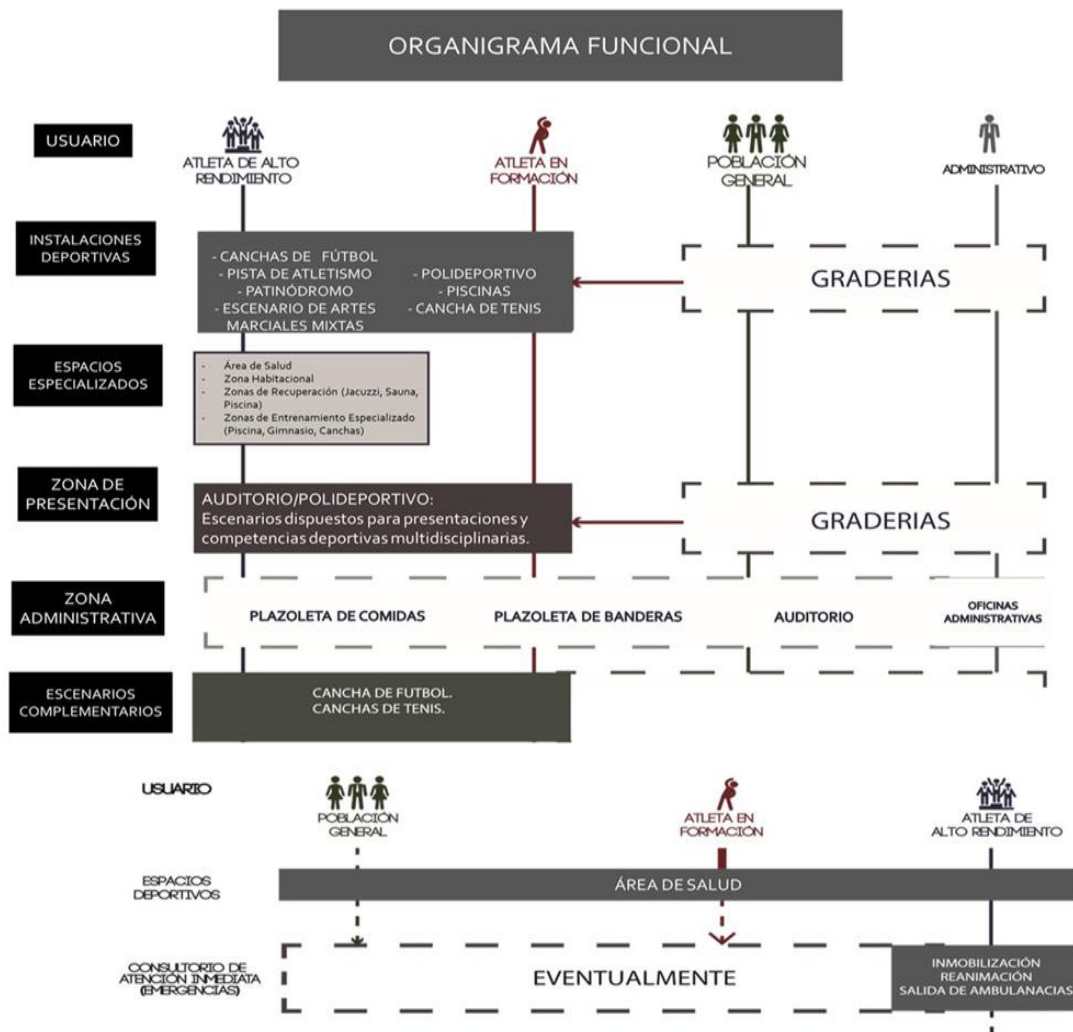 ORGANIGRAMA FUNCIONAL
USUARIO
ATLETA DE ALTO
RENDIMIENTO
ATLETA EN
FORMACIÓN
POBLACIÓN
GENERAL
ADMINISTRATIVO
INSTALACIONES
DEPORTIVAS
- CANCHAS DE FÚTBOL
- PISTA DE ATLETISMO
- PATINÓDROMO
- ESCENARIO DE ARTES
MARCIALES MIXTAS
- POLIDEPORTIVO
- PISCINAS
- CANCHA DE TENIS
GRADERIAS
ESPACIOS
ESPECIALIZADOS
- Área de Salud
- Zona Habitacional
- Zonas de Recuperación (Jacuzzi, Sauna,
Piscina)
- Zonas de Entrenamiento Especializado
(Piscina, Gimnasio, Canchas)
ZONA DE
PRESENTACIÓN
AUDITORIO/POLIDEPORTIVO:
Escenarios dispuestos para presentaciones y
competencias deportivas multidisciplinarias.
GRADERIAS
ZONA
ADMINISTRATIVA
PLAZOLETA DE COMIDAS
PLAZOLETA DE BANDERAS
AUDITORIO
OFICINAS
ADMINISTRATIVAS
ESCENARIOS
COMPLEMENTARIOS
CANCHA DE FUTBOL.
CANCHAS DE TENIS.
USUARIO
POBLACIÓN
GENERAL
ATLETA EN
FORMACIÓN
ATLETA DE
ALTO RENDIMIENTO
ESPACIOS
DEPORTIVOS
ÁREA DE SALUD
CONSULTORIO DE
ATENCIÓN INMEDIATA
(EMERGENCIAS)
EVENTUALMENTE
INMOBILIZACIÓN
REANIMACIÓN
SALIDA DE AMBULANACIAS